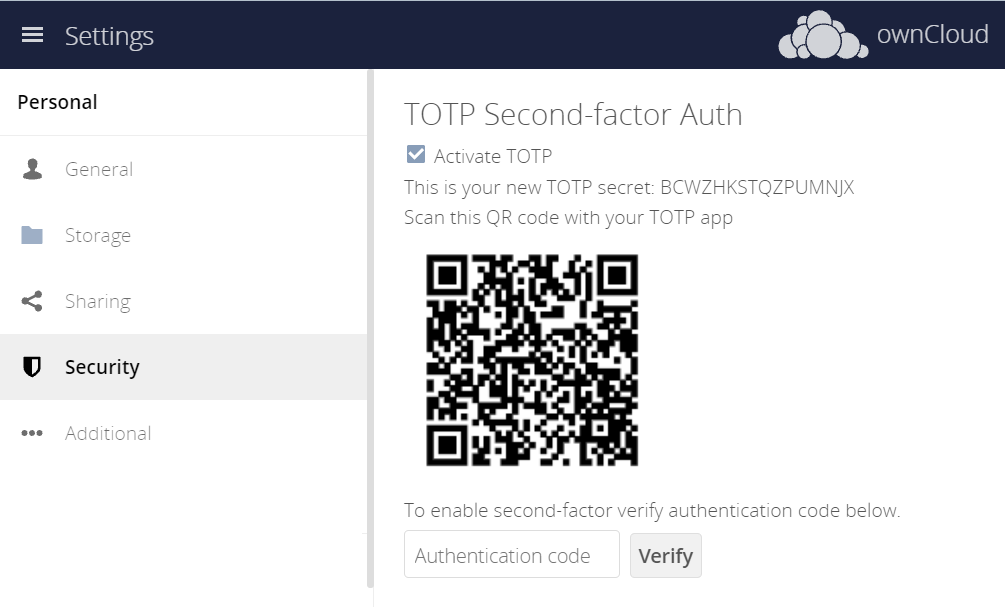 Settings
ownCloud
Personal
General
Storage
Sharing
Security
Additional
TOTP Second-factor Auth
Activate TOTP
This is your new TOTP secret: BCWZHKSTQZPUMNJX
Scan this QR code with your TOTP app
To enable second-factor verify authentication code below.
Authentication code
Verify